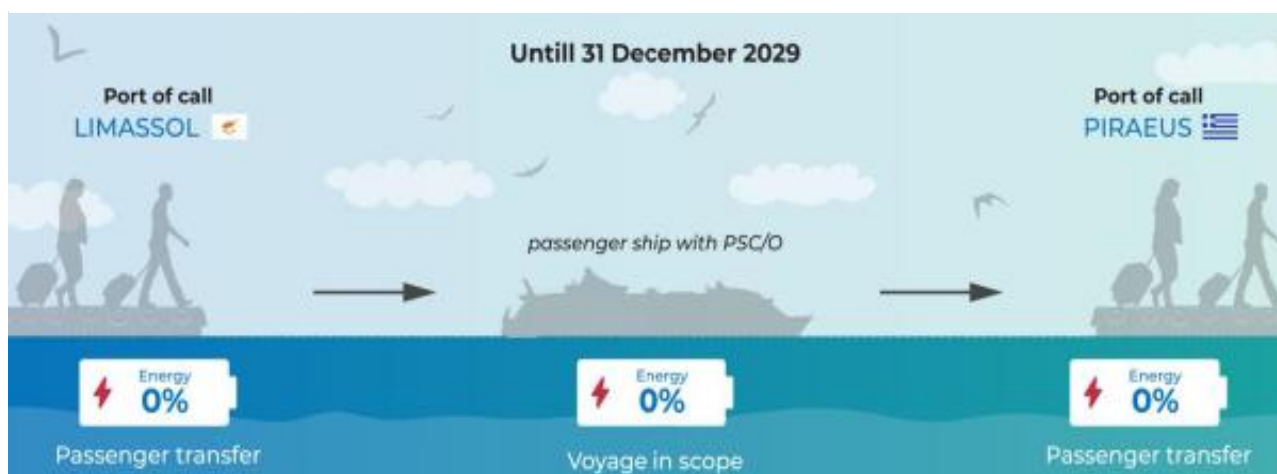 Untill 31 December 2029
Port of call
LIMASSOL
Port of call
PIRAEUS
passenger ship with PSC/O
Energy
0%
Energy
0%
Energy
0%
Passenger transfer
Voyage in scope
Passenger transfer